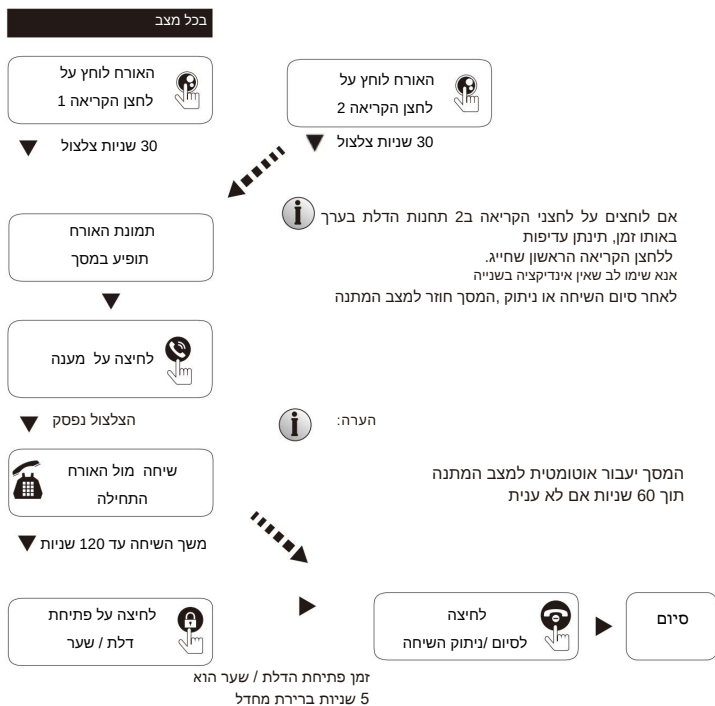 בכל מצב
האורח לוחץ על
לחצן הקריאה 1
האורח לוחץ על
לחצן הקריאה 2
30 שניות צלצול
30 שניות צלצול
אם לוחצים על לחצני הקריאה ב2 תחנות הדלת בערך
באותו זמן, תינתן עדיפות
ללחצן הקריאה הראשון שחייג.
אנא שימו לב שאין אינדיקציה בשנייה
לאחר סיום השיחה או ניתוק ,המסך חוזר למצב המתנה
תמונת האורח
תופיע במסך
לחיצה על מענה
הצלצול נפסק
הערה:
המסך יעבור אוטומטית למצב המתנה
תוך 60 שניות אם לא ענית
שיחה מול האורח
התחילה
משך השיחה עד 120 שניות
לחיצה על פתיחת
דלת / שער
לחיצה
לסיום /ניתוק השיחה
סיום
זמן פתיחת הדלת / שער הוא
5 שניות ברירת מחדל